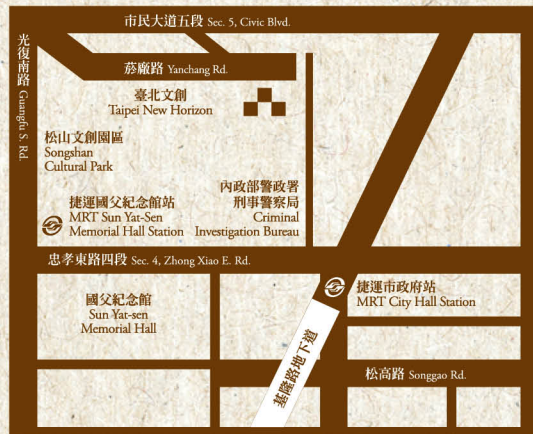 市民大道五段 Sec. 5, Civic Blvd.
光復南路 Guangfu S. Rd.
菸廠路 Yanchang Rd.
臺北文創
Taipei New Horizon
松山文創園區
Songshan
Cultural Park
內政部警政署
刑事警察局
Criminal
Investigation Bureau
捷運國父紀念館站
MRT Sun Yat-Sen
Memorial Hall Station
忠孝東路四段 Sec. 4, Zhong Xiao E. Rd.
國父紀念館
Sun Yat-sen
Memorial Hall
捷運市政府站
MRT City Hall Station
基隆路地下道
松高路 Songgao Rd.